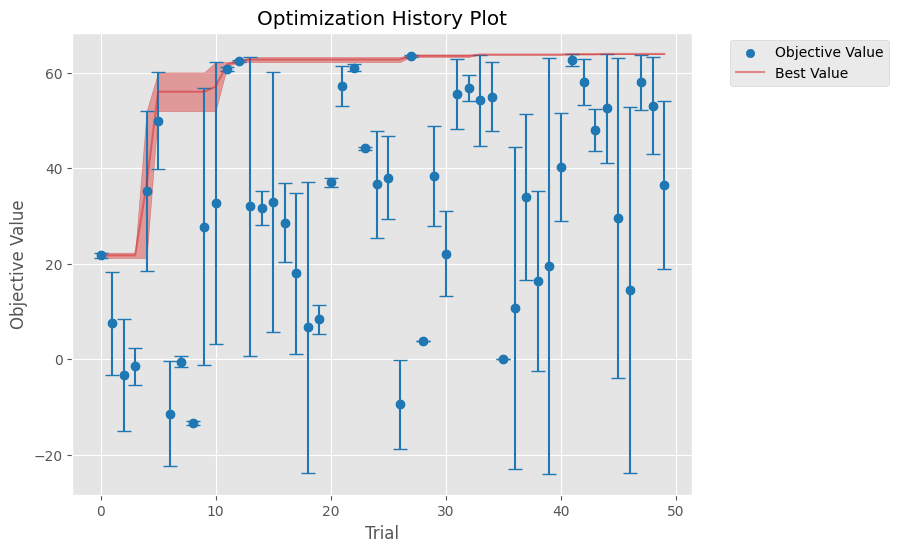 Optimization History Plot
Objective Value
Best Value
60
40
20
0
−20
Objective Value
0 10 20 30 40 50
Trial